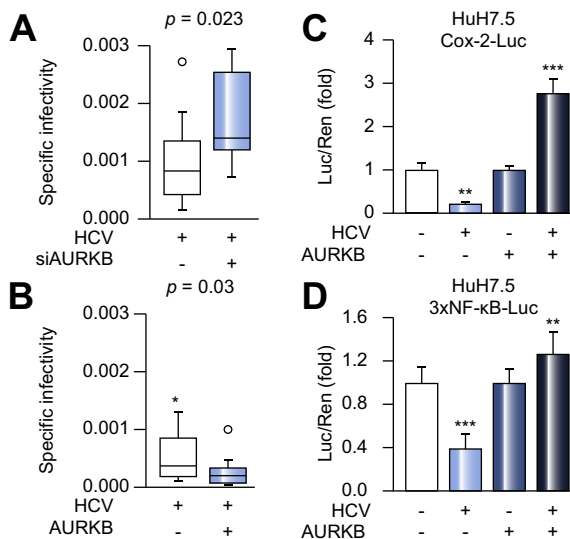 A
p = 0.023
Specific infectivity
0.003
0.002
0.001
0.000
HCV + +
siAURKB - +
B
p = 0.03
Specific infectivity
0.003
0.002
0.001
0.000
*
HCV + +
AURKB - +
C
HuH7.5
Cox-2-Luc
Luc/Ren (fold)
4
3
2
1
0
**
***
HCV - + - +
AURKB - - + +
D
HuH7.5
3xNF-κB-Luc
Luc/Ren (fold)
1.6
1.2
0.8
0.4
0.0
***
**
HCV - + - +
AURKB - - + +